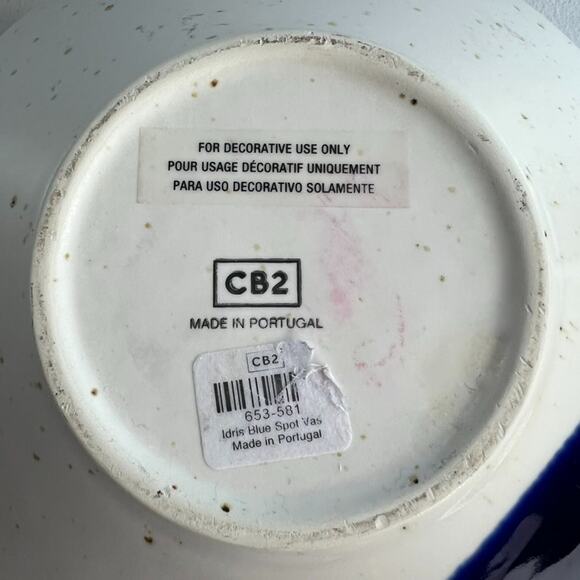 FOR DECORATIVE USE ONLY
POUR USAGE DÉCORATIF UNIQUEMENT
PARA USO DECORATIVO SOLAMENTE
CB2
MADE IN PORTUGAL
CB2
653-581
Idris Blue Spot Vas
Made in Portugal